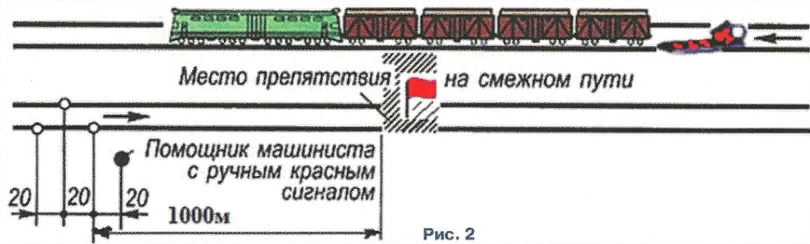 Место препятствия на смежном пути
Помощник машиниста
с ручным красным
сигналом
20 20 20
1000м
Рис. 2